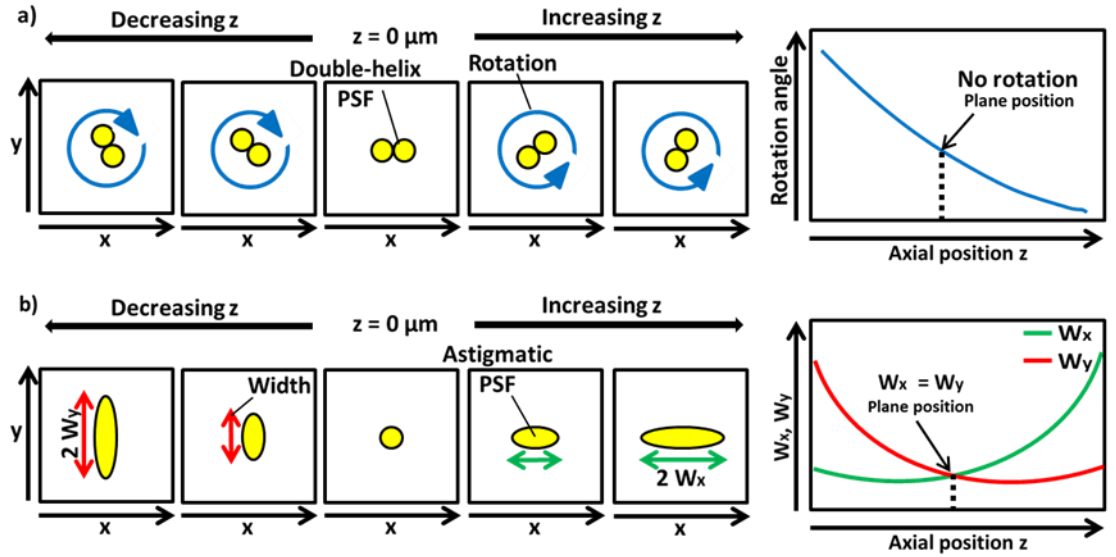 a)
Decreasing z
z = 0 µm
Increasing z
Double-helix
PSF
Rotation
y
x
x
x
x
x
Rotation angle
No rotation
Plane position
Axial position z
b)
Decreasing z
z = 0 µm
Increasing z
Astigmatic
PSF
Width
2 Wy
2 Wx
y
x
x
x
x
x
Wx, Wy
Wx
Wy
Wx = Wy
Plane position
Axial position z